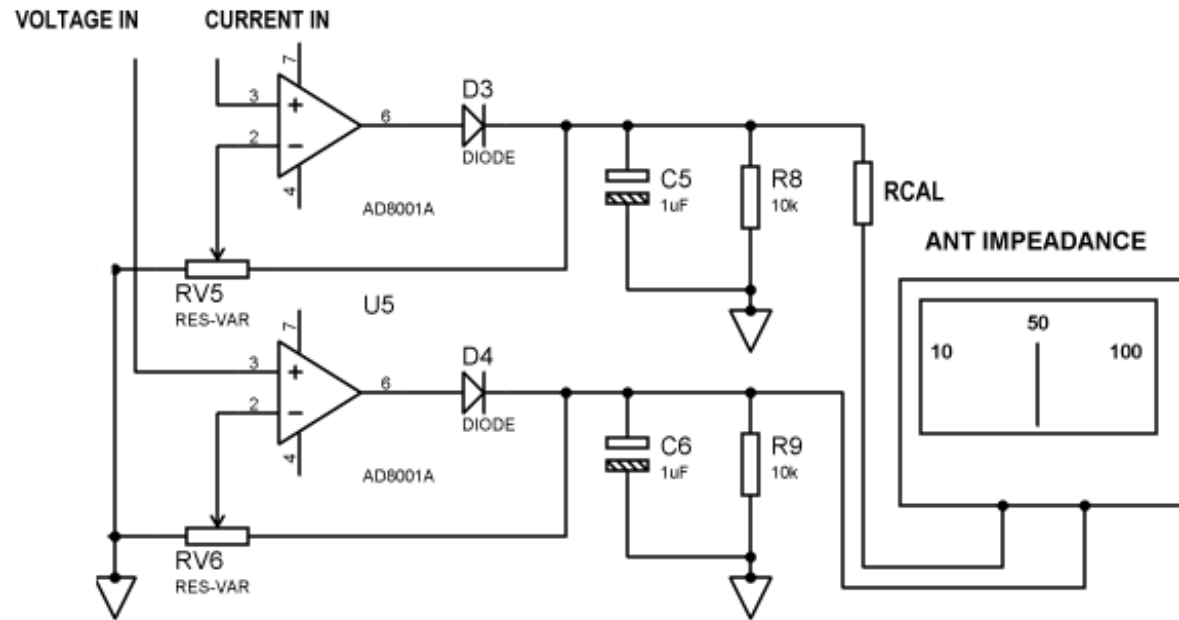 VOLTAGE IN
CURRENT IN
7
3
+
2
−
6
4
AD8001A
D3
DIODE
C5
1uF
R8
10k
RCAL
ANT IMPEADANCE
10
50
100
RV5
RES-VAR
U5
7
3
+
2
−
6
4
AD8001A
D4
DIODE
C6
1uF
R9
10k
RV6
RES-VAR